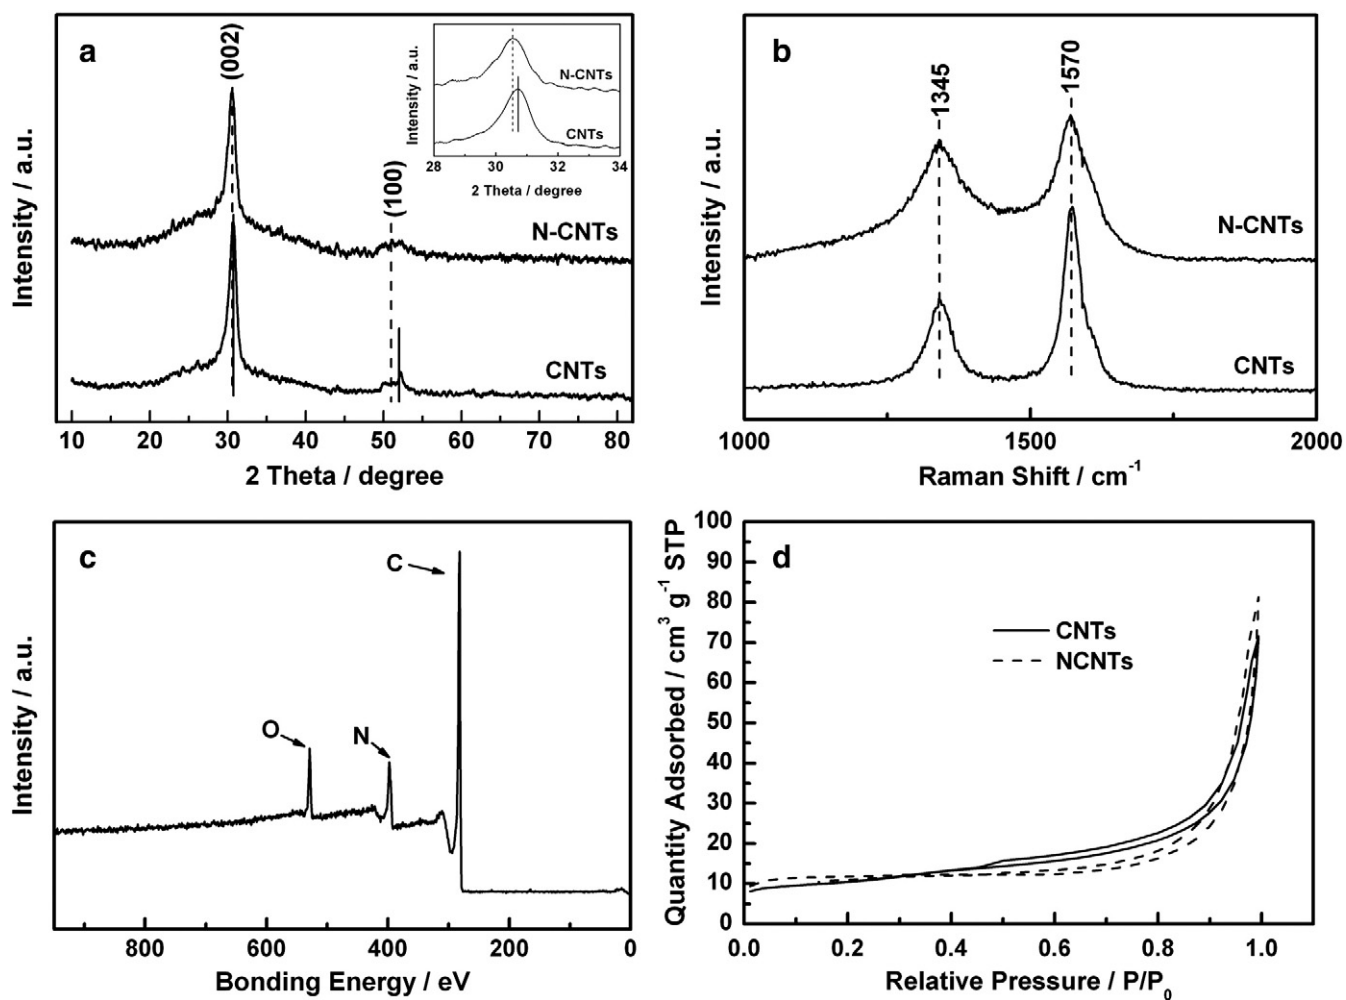 a
(002)
(100)
N-CNTs
CNTs
Intensity / a.u.
10 20 30 40 50 60 70 80
2 Theta / degree
N-CNTs
CNTs
Intensity / a.u.
28 30 32 34
2 Theta / degree
b
1345
1570
N-CNTs
CNTs
Intensity / a.u.
1000 1500 2000
Raman Shift / cm⁻¹
c
C
O
N
Intensity / a.u.
800 600 400 200 0
Bonding Energy / eV
d
CNTs
NCNTs
Quantity Adsorbed / cm³ g⁻¹ STP
100
90
80
70
60
50
40
30
20
10
0
0.0 0.2 0.4 0.6 0.8 1.0
Relative Pressure / P/P₀